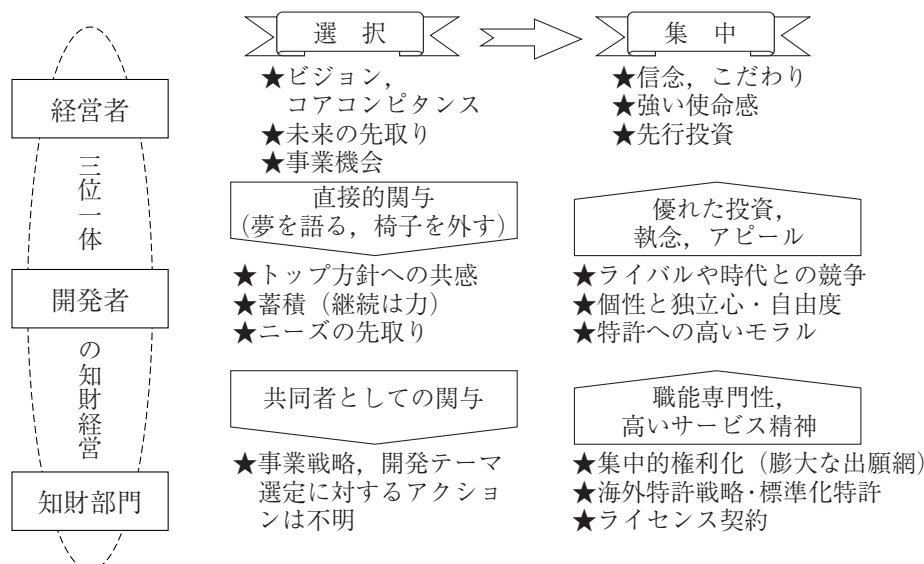 選 択
集 中
経営者
★ビジョン，
コアコンピタンス
★未来の先取り
★事業機会
★信念，こだわり
★強い使命感
★先行投資
三位一体
直接的関与
（夢を語る，椅子を外す）
優れた投資，
執念，アピール
開発者
★トップ方針への共感
★蓄積（継続は力）
★ニーズの先取り
★ライバルや時代との競争
★個性と独立心・自由度
★特許への高いモラル
の知財経営
共同者としての関与
職能専門性，
高いサービス精神
知財部門
★事業戦略，開発テーマ
選定に対するアクショ
ンは不明
★集中的権利化（膨大な出願網）
★海外特許戦略・標準化特許
★ライセンス契約